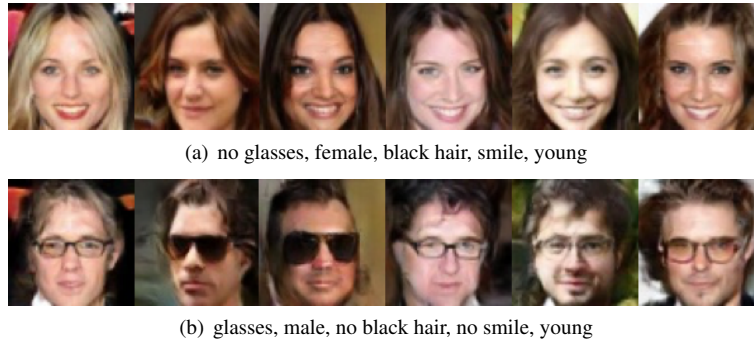 (a) no glasses, female, black hair, smile, young
(b) glasses, male, no black hair, no smile, young